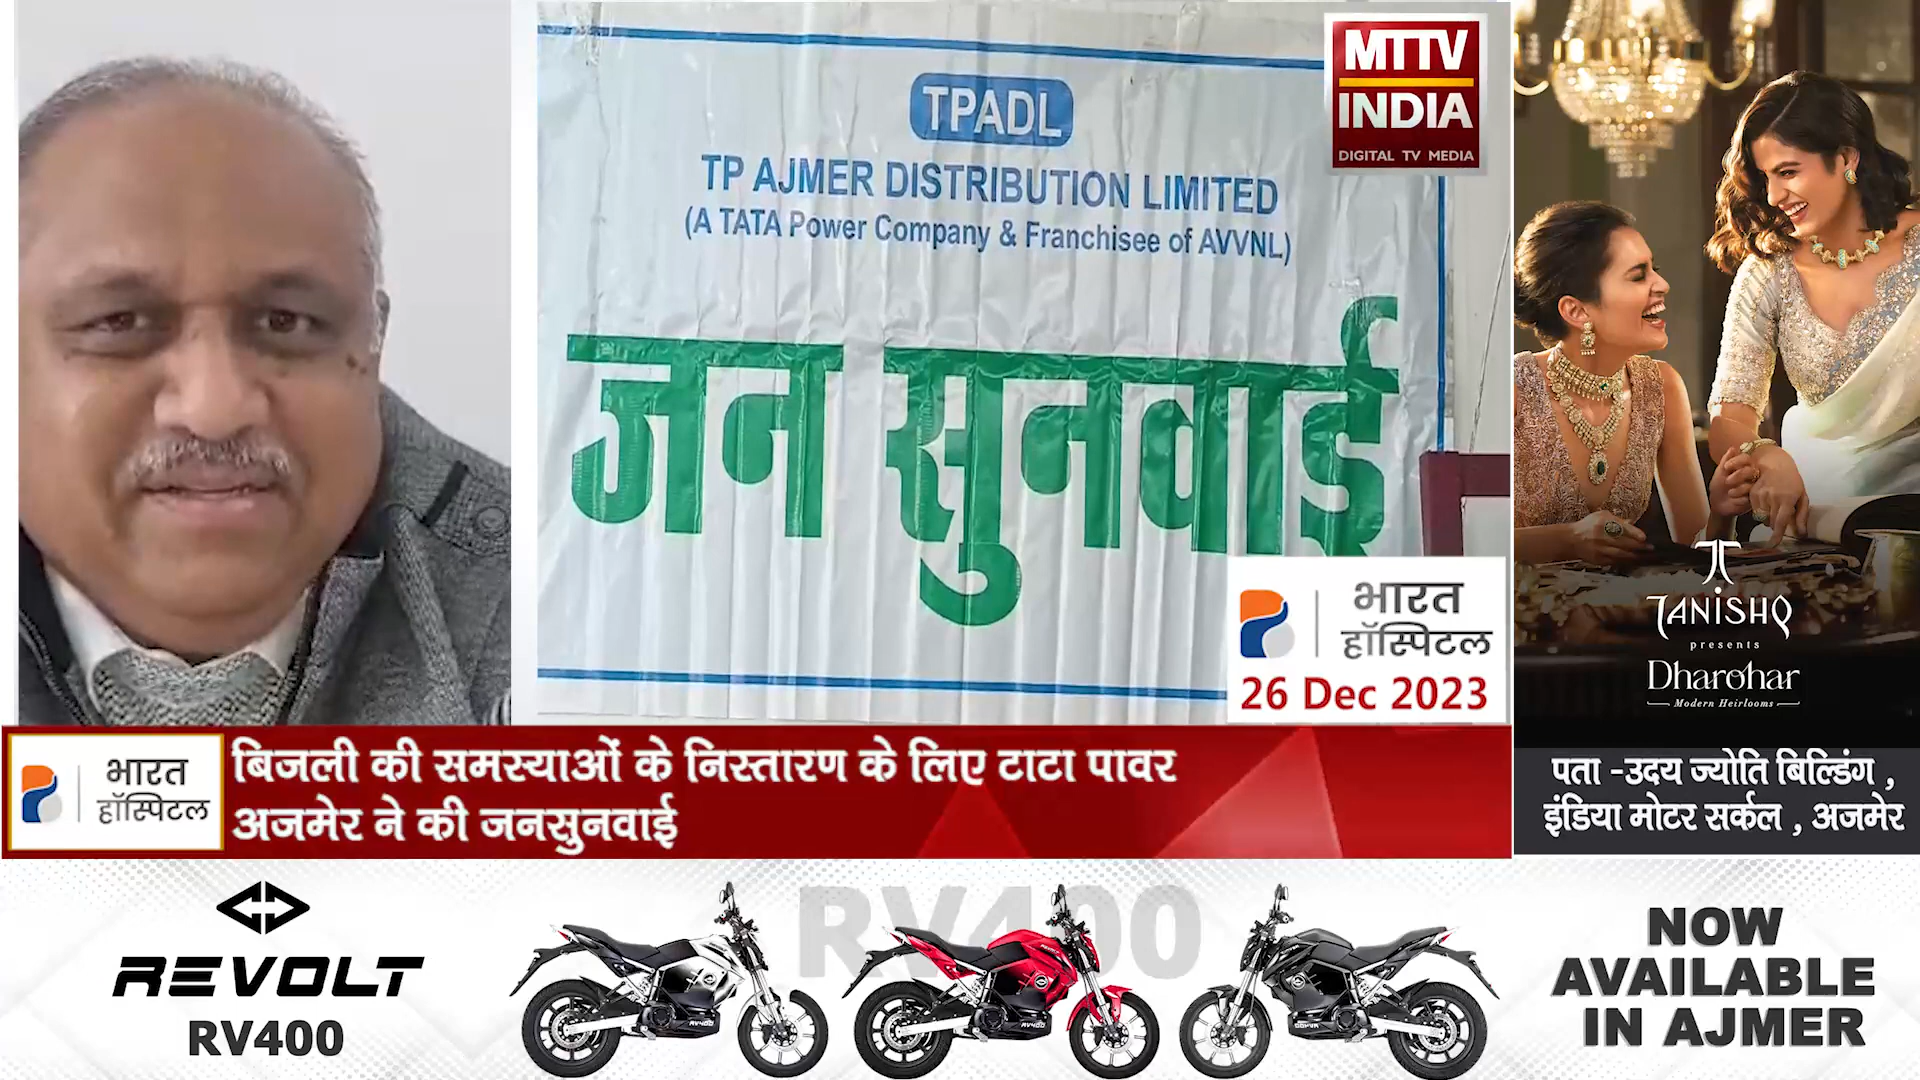 MTTV
INDIA
DIGITAL TV MEDIA
TPADL
TP AJMER DISTRIBUTION LIMITED
(A TATA Power Company & Franchisee of AVVNL)
जन सुनवाई
भारत
हॉस्पिटल
26 Dec 2023
भारत
हॉस्पिटल
बिजली की समस्याओं के निस्तारण के लिए टाटा पावर
अजमेर ने की जनसुनवाई
TANISHQ
presents
Dharohar
Modern Heirlooms
पता -उदय ज्योति बिल्डिंग ,
इंडिया मोटर सर्कल , अजमेर
REVOLT
RV400
RV400
NOW
AVAILABLE
IN AJMER